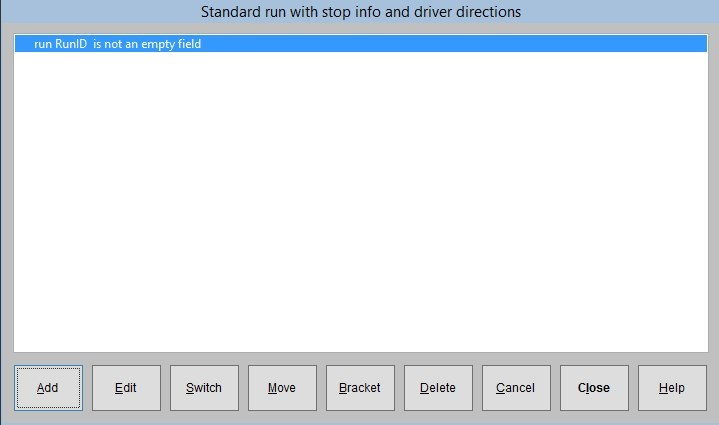 Standard run with stop info and driver directions
run RunID is not an empty field
Add Edit Switch Move Bracket Delete Cancel Close Help